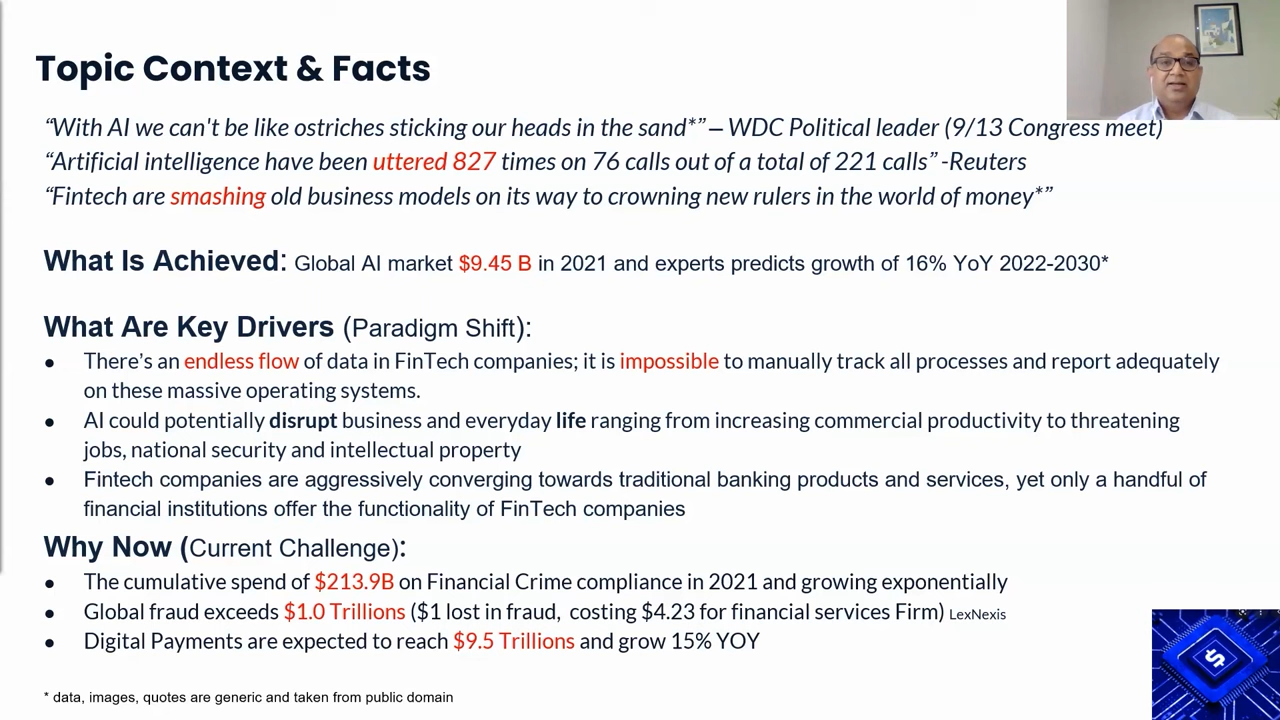 Topic Context & Facts
“With AI we can't be like ostriches sticking our heads in the sand*” – WDC Political leader (9/13 Congress meet)
“Artificial intelligence have been uttered 827 times on 76 calls out of a total of 221 calls” -Reuters
“Fintech are smashing old business models on its way to crowning new rulers in the world of money*”
What Is Achieved: Global AI market $9.45 B in 2021 and experts predicts growth of 16% YoY 2022-2030*
What Are Key Drivers (Paradigm Shift):
● There’s an endless flow of data in FinTech companies; it is impossible to manually track all processes and report adequately
on these massive operating systems.
● AI could potentially disrupt business and everyday life ranging from increasing commercial productivity to threatening
jobs, national security and intellectual property
● Fintech companies are aggressively converging towards traditional banking products and services, yet only a handful of
financial institutions offer the functionality of FinTech companies
Why Now (Current Challenge):
● The cumulative spend of $213.9B on Financial Crime compliance in 2021 and growing exponentially
● Global fraud exceeds $1.0 Trillions ($1 lost in fraud, costing $4.23 for financial services Firm) LexNexis
● Digital Payments are expected to reach $9.5 Trillions and grow 15% YOY
$
* data, images, quotes are generic and taken from public domain